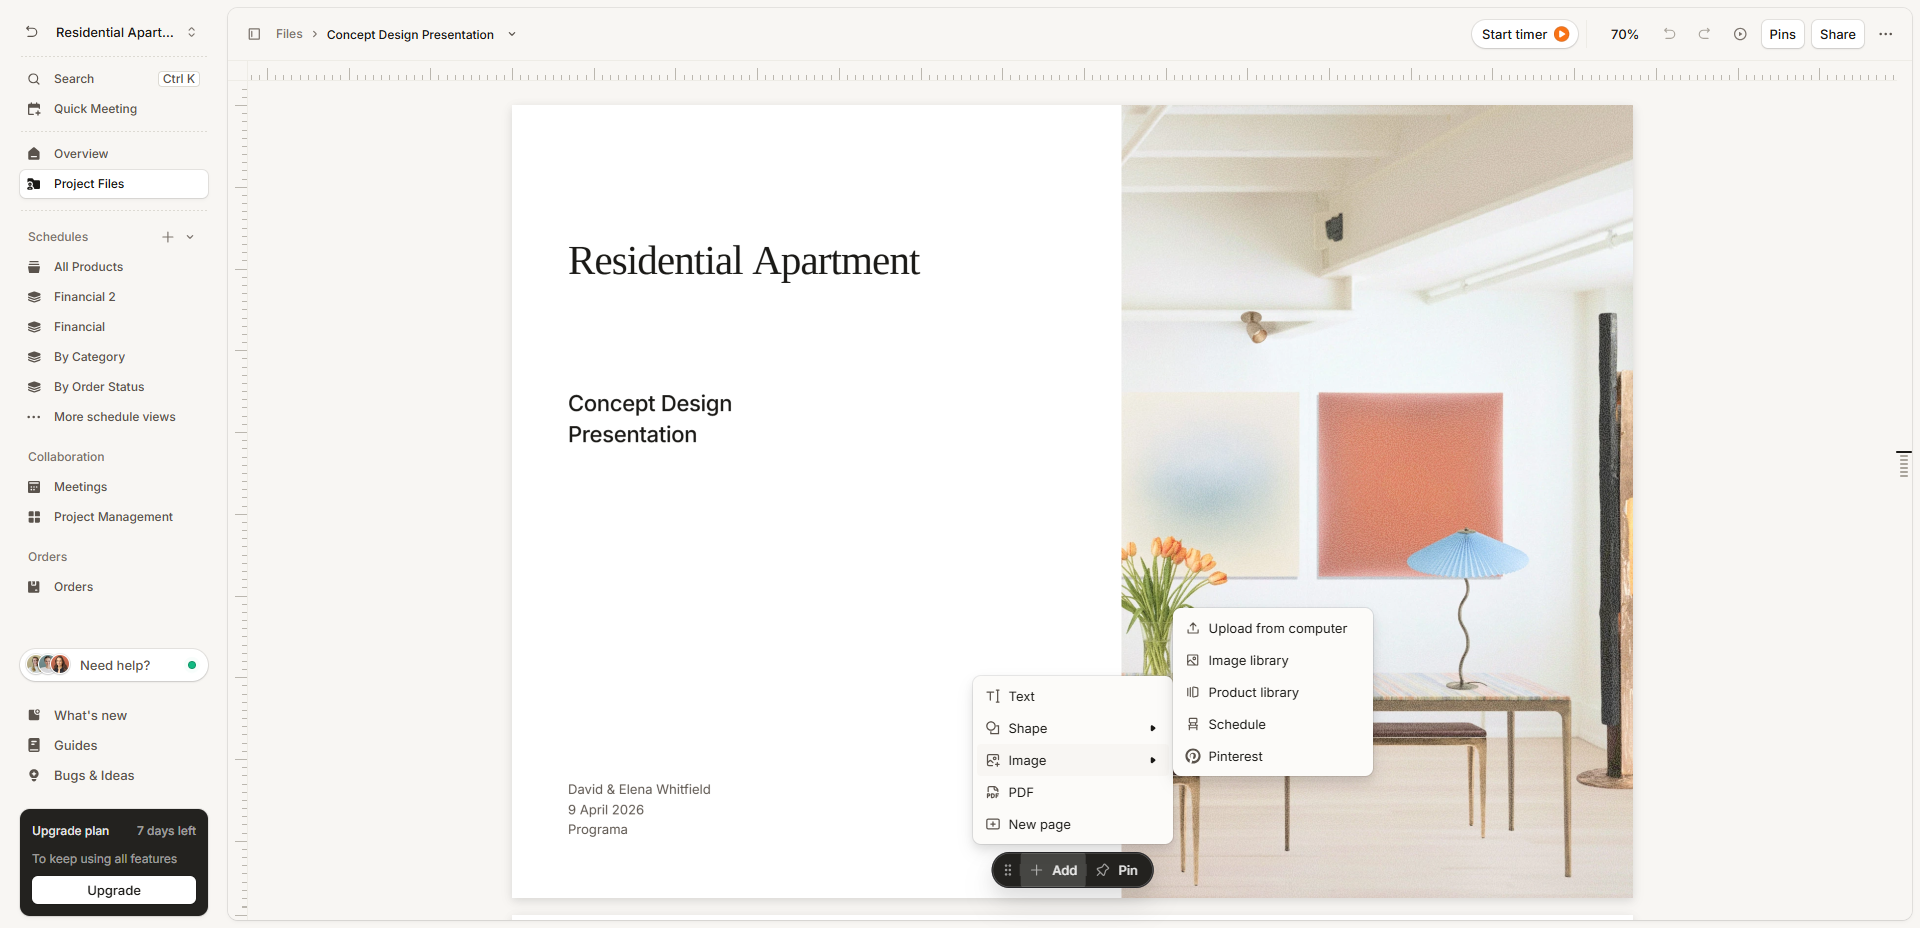 Residential Apart...
Search
Ctrl K
Quick Meeting
Overview
Project Files
Schedules
All Products
Financial 2
Financial
By Category
By Order Status
More schedule views
Collaboration
Meetings
Project Management
Orders
Orders
Need help?
What's new
Guides
Bugs & Ideas
Upgrade plan
7 days left
To keep using all features
Upgrade
Files
Concept Design Presentation
Start timer
70%
Pins
Share
Residential Apartment
Concept Design
Presentation
David & Elena Whitfield
9 April 2026
Programa
Text
Shape
Image
PDF
New page
Upload from computer
Image library
Product library
Schedule
Pinterest
Add
Pin